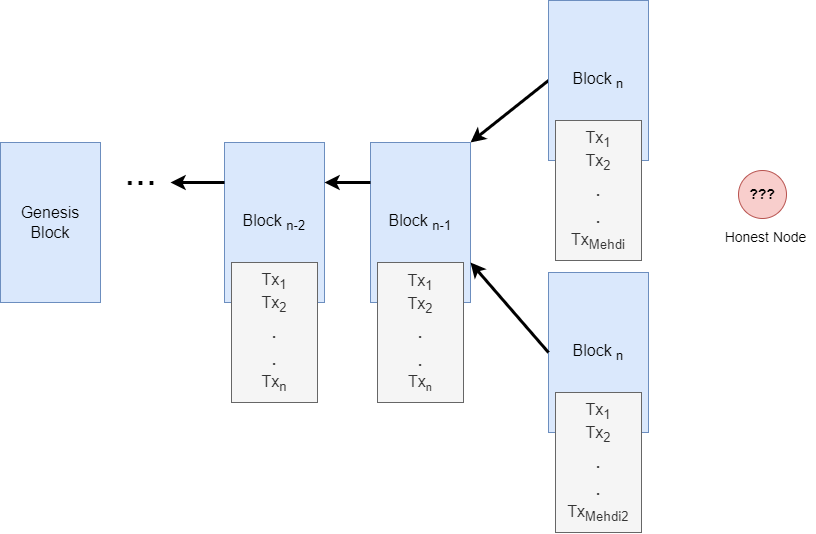 Genesis
Block
...
Block n-2
Tx1
Tx2
.
.
Txn
Block n-1
Tx1
Tx2
.
.
Txn
Block n
Tx1
Tx2
.
.
TxMehdi
Block n
Tx1
Tx2
.
.
TxMehdi2
???
Honest Node